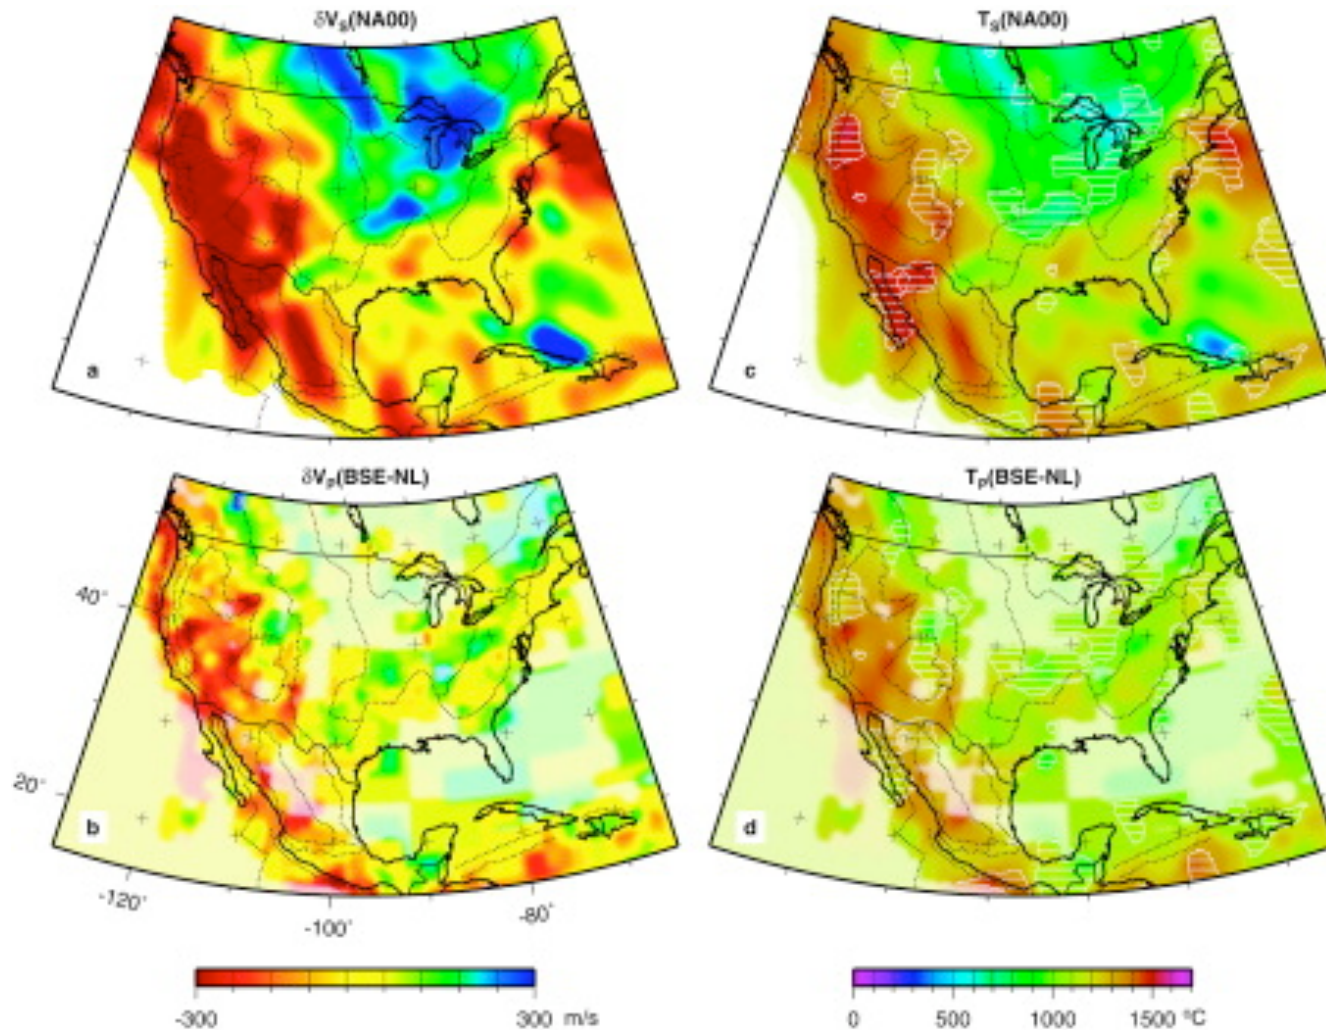 δVS(NA00)
TS(NA00)
a
c
δVP(BSE-NL)
TP(BSE-NL)
40°
20°
b
d
-120°
-100°
-80°
-300 300 m/s
0 500 1000 1500 °C